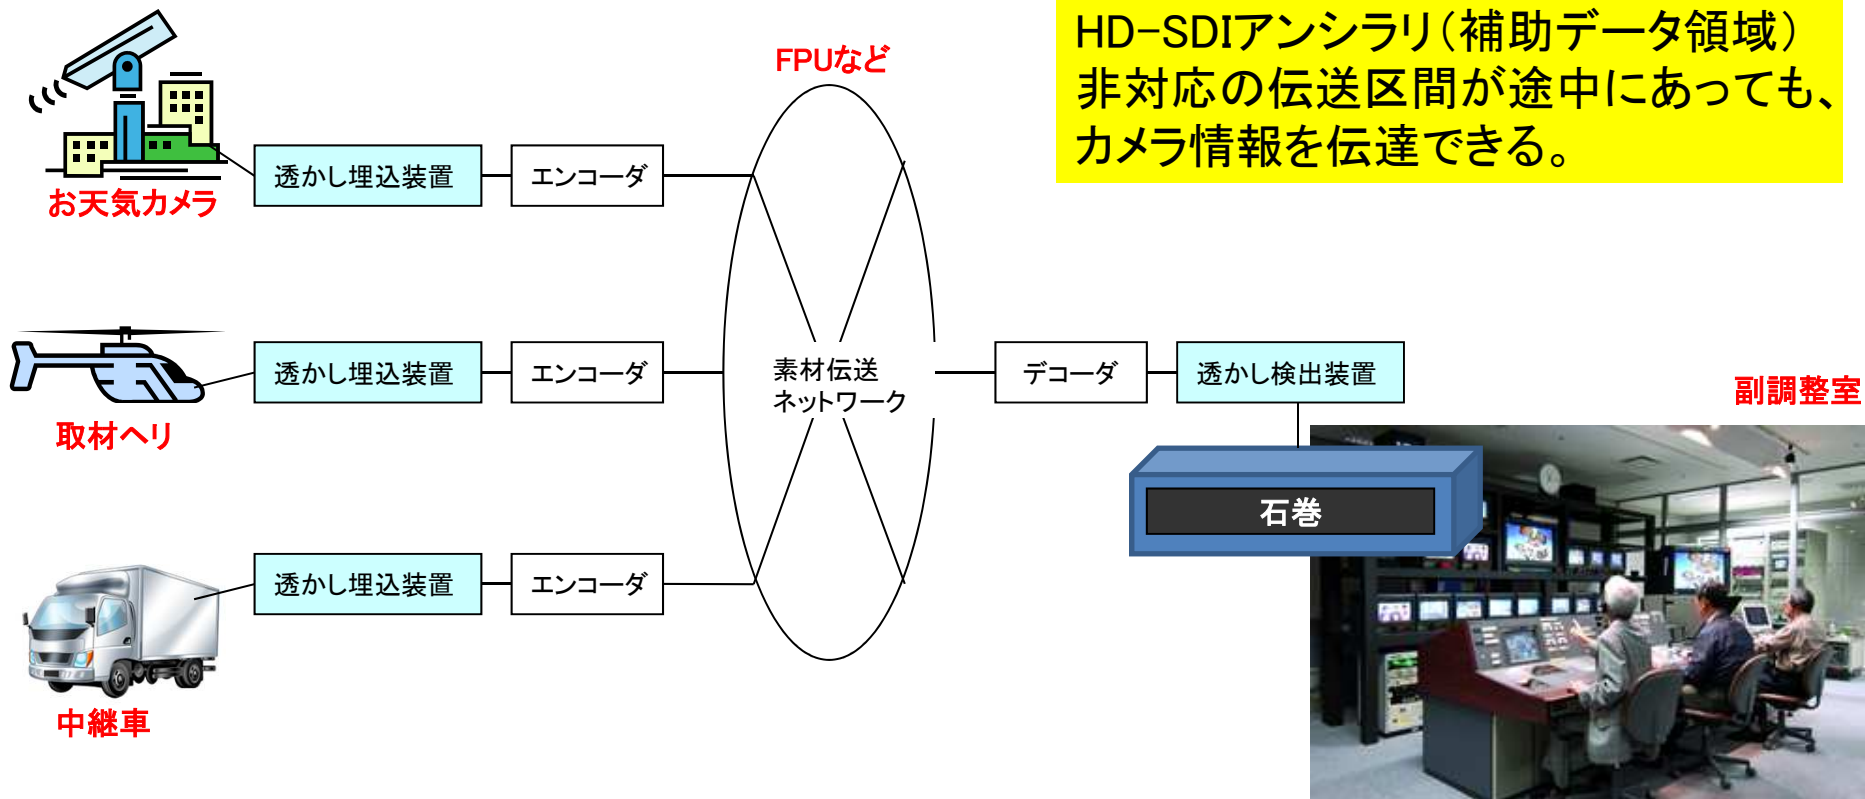 HD-SDIアンシラリ（補助データ領域）
非対応の伝送区間が途中にあっても、
カメラ情報を伝達できる。
FPUなど
お天気カメラ
透かし埋込装置
エンコーダ
取材ヘリ
透かし埋込装置
エンコーダ
素材伝送
ネットワーク
デコーダ
透かし検出装置
副調整室
石巻
中継車
透かし埋込装置
エンコーダ